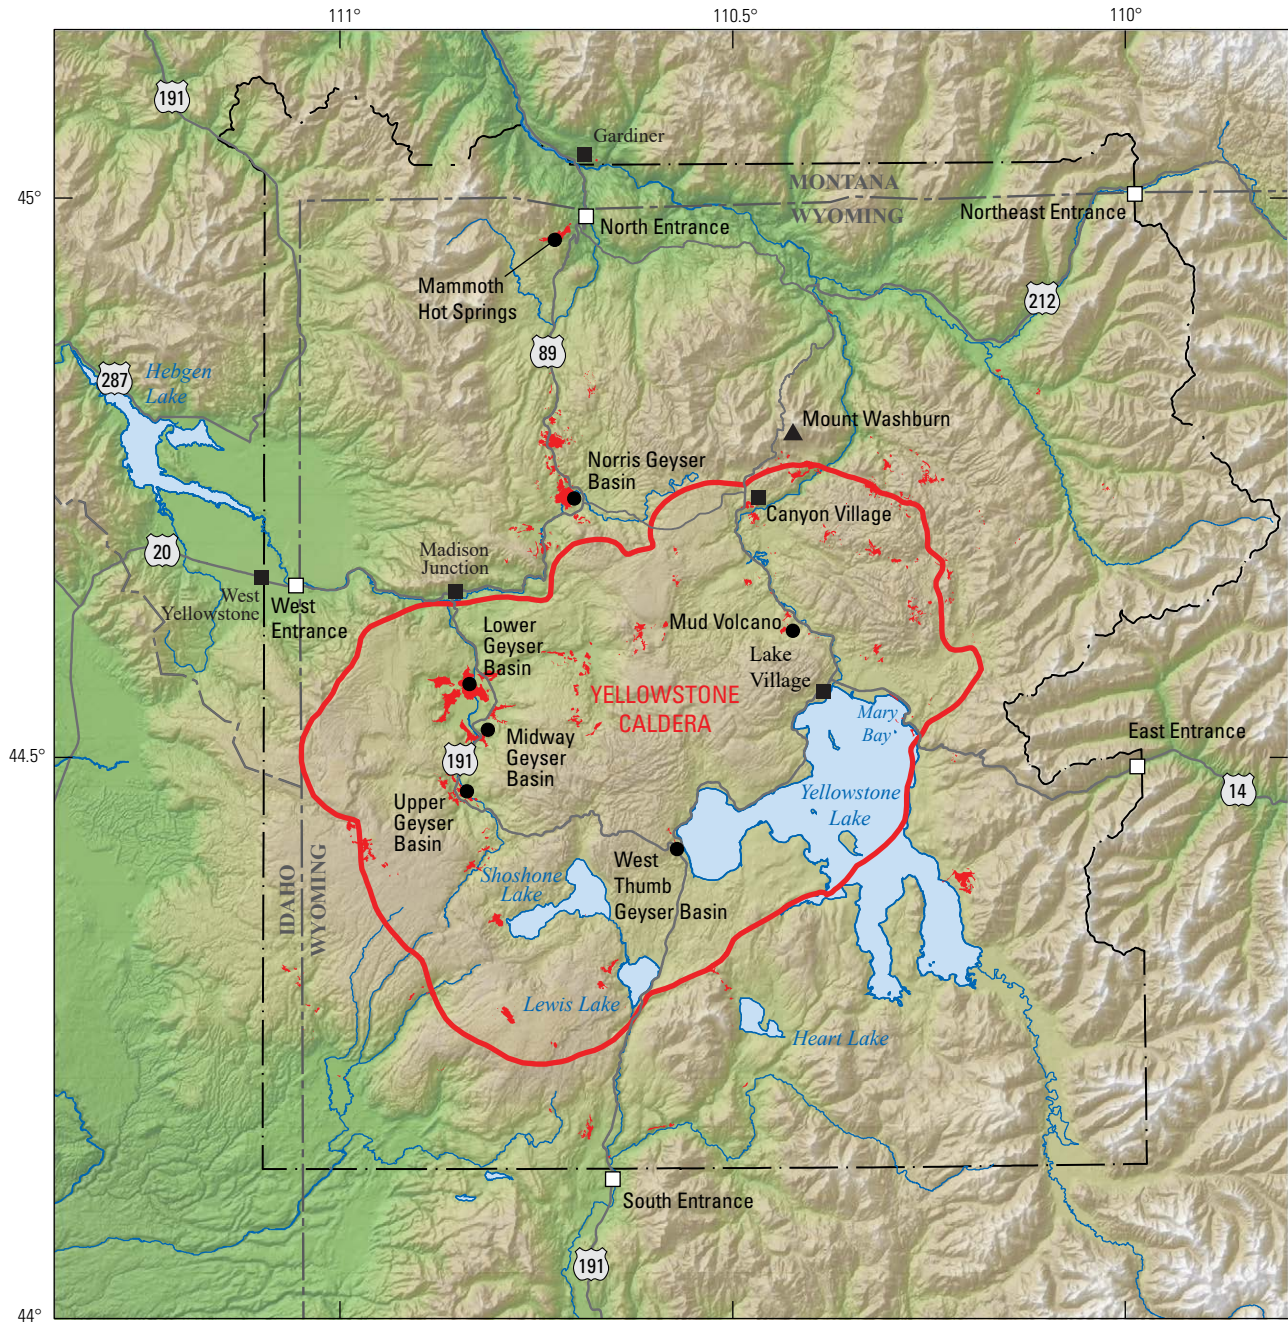 111°
110.5°
110°
191
Gardiner
45°
MONTANA
WYOMING
Northeast Entrance
North Entrance
Mammoth
Hot Springs
212
89
287
Hebgen
Lake
Mount Washburn
Norris Geyser
Basin
Canyon Village
20
Madison
Junction
West
Yellowstone
West
Entrance
Lower
Geyser
Basin
Mud Volcano
Lake
Village
YELLOWSTONE
CALDERA
Mary
Bay
Midway
Geyser
Basin
East Entrance
44.5°
191
14
Upper
Geyser
Basin
Yellowstone
Lake
West
Thumb
Geyser Basin
Shoshone
Lake
IDAHO
WYOMING
Lewis Lake
Heart Lake
South Entrance
191
44°